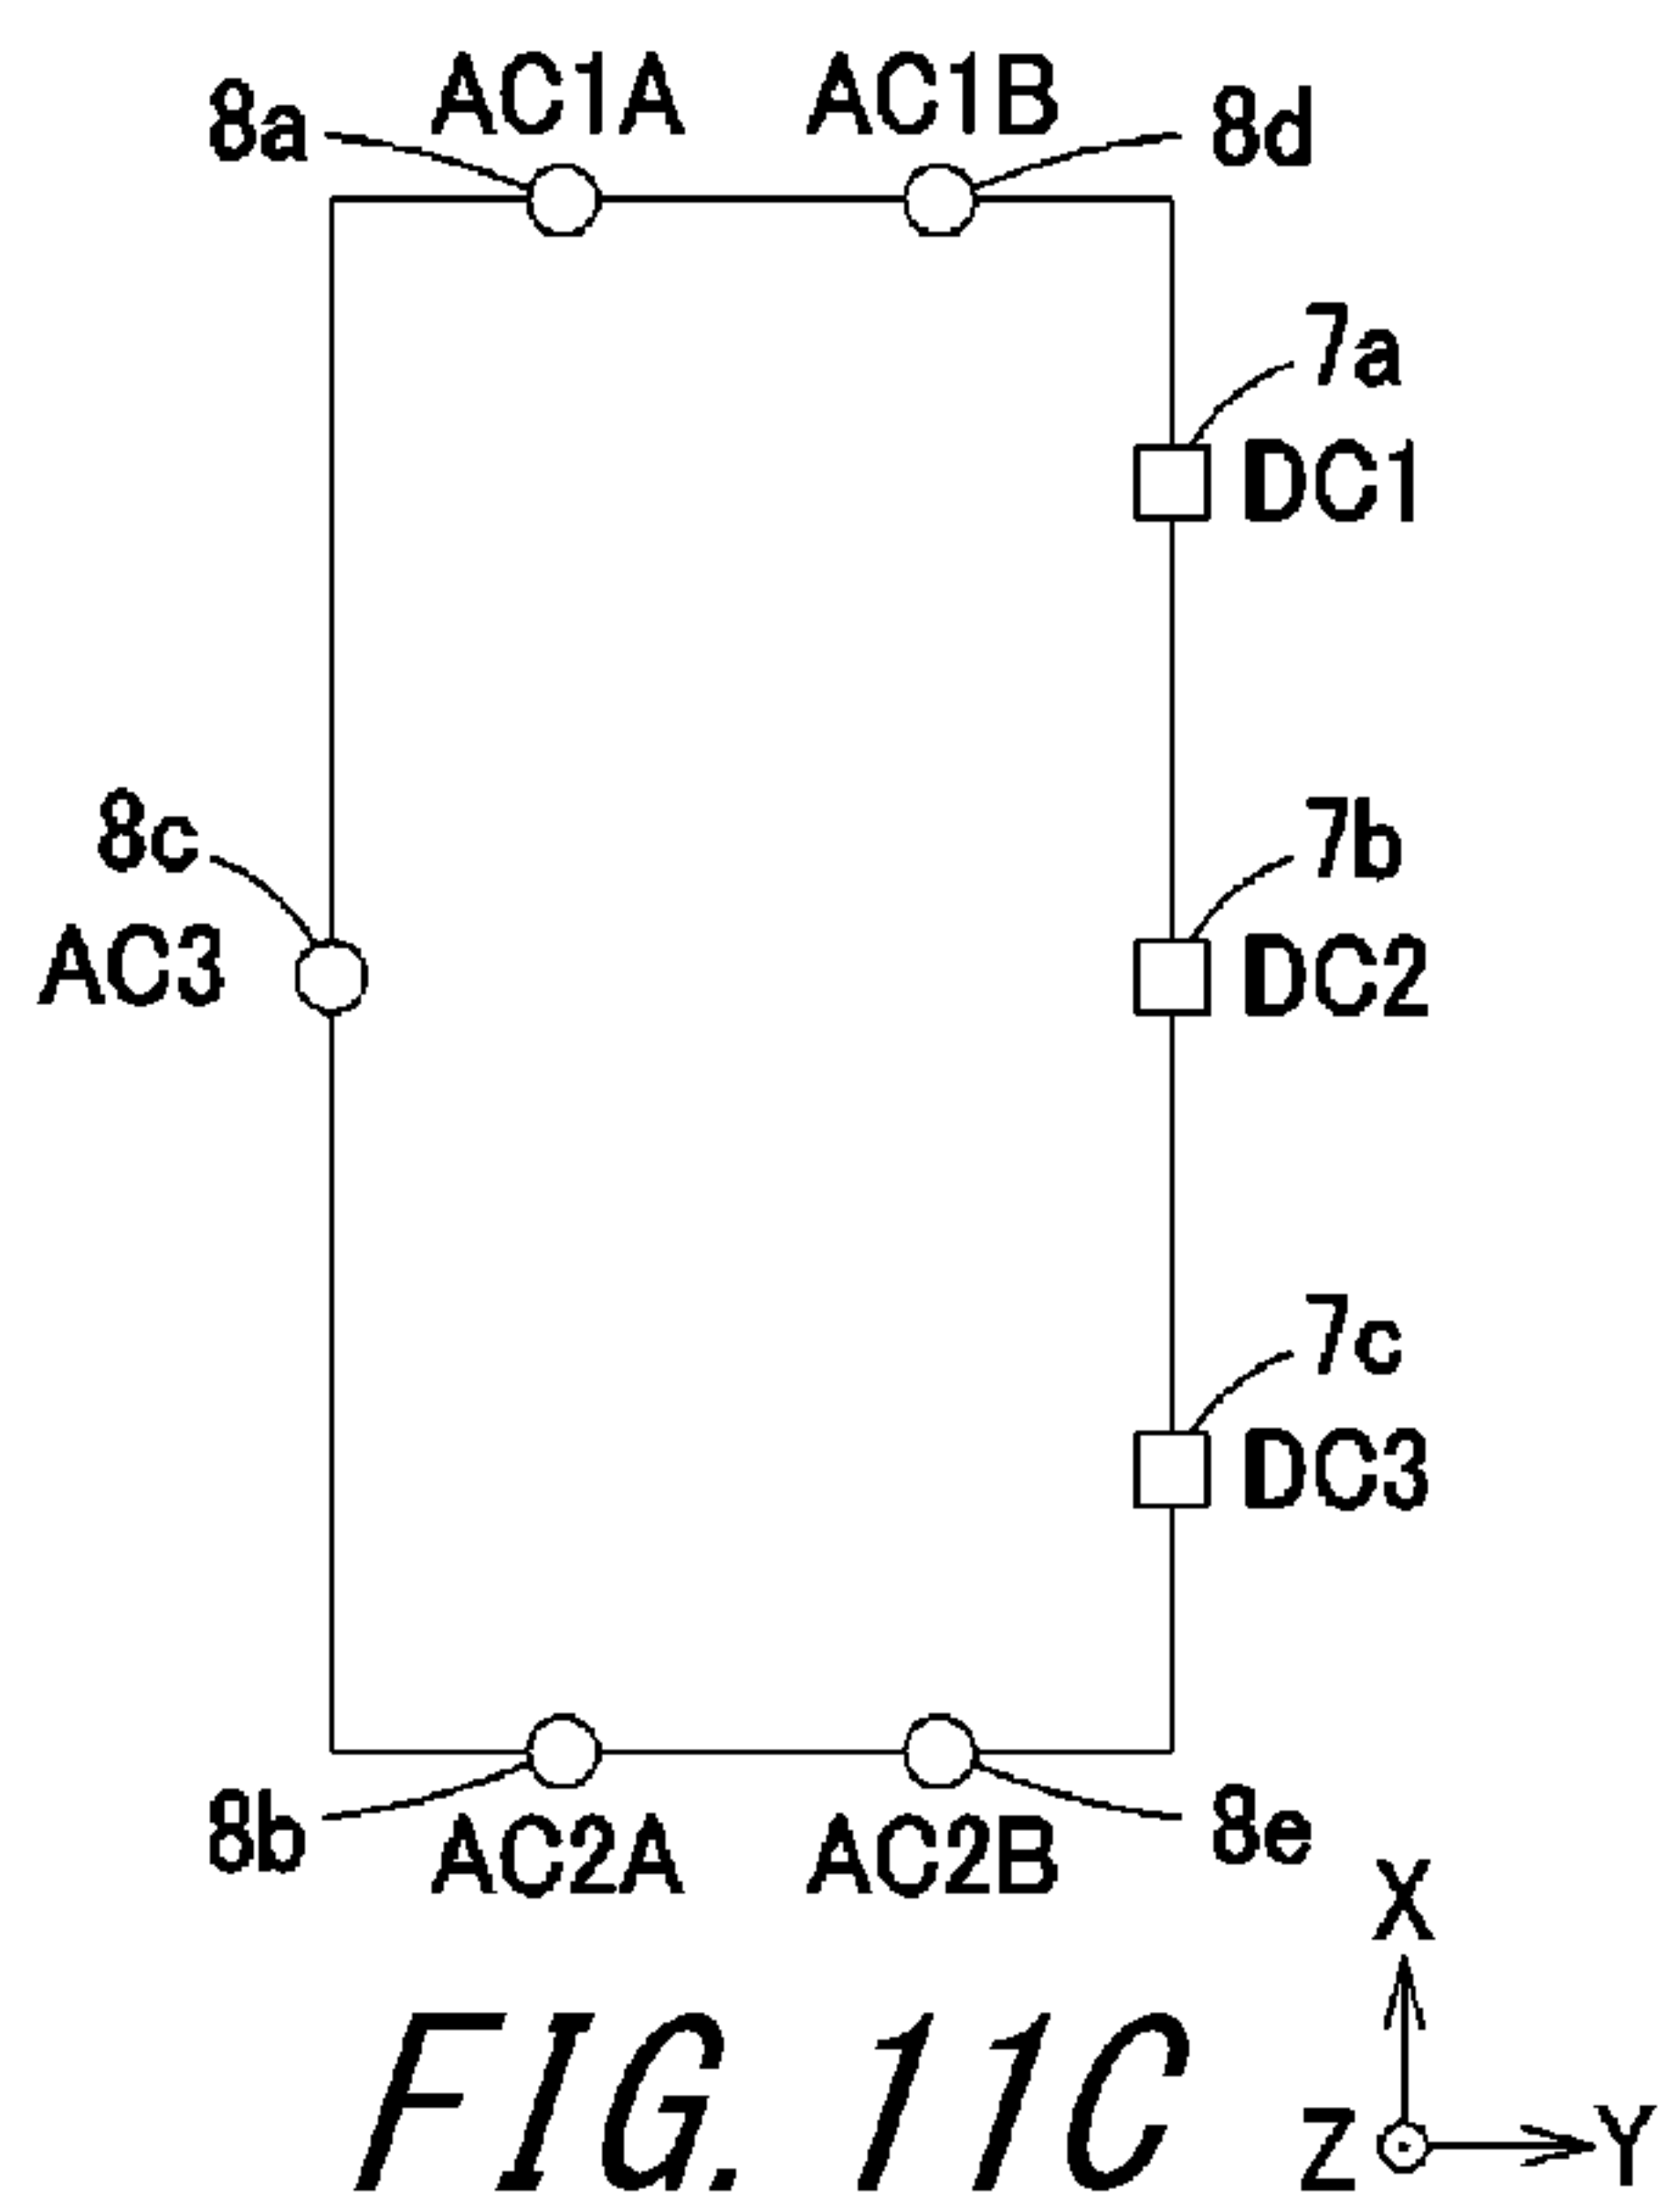 AC1A AC1B
8a 8d
7a
DC1
8c 7b
AC3 DC2
7c
DC3
8b AC2A AC2B 8e
X
FIG. 11C
Z Y